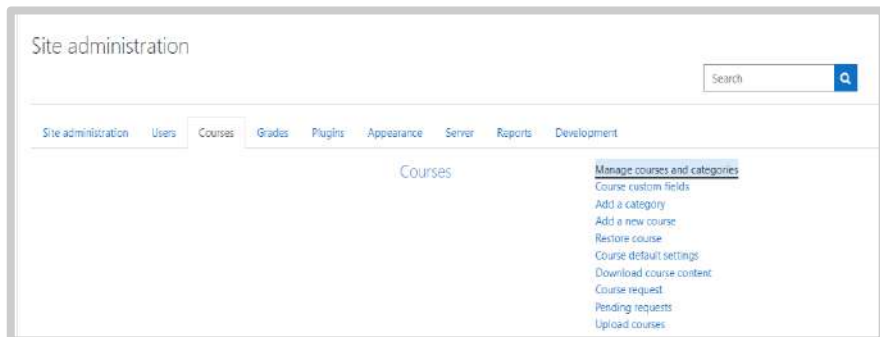 Site administration
Search
Site administration Users Courses Grades Plugins Appearance Server Reports Development
Courses
Manage courses and categories
Course custom fields
Add a category
Add a new course
Restore course
Course default settings
Download course content
Course request
Pending requests
Upload courses